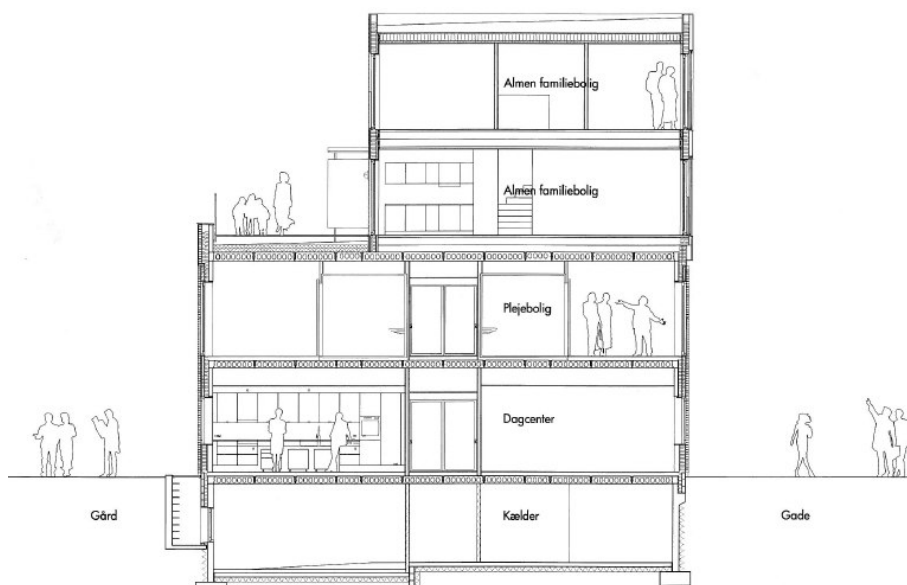 Almen familiebolig
Almen familiebolig
Plejebolig
Dagcenter
Gård
Kælder
Gade